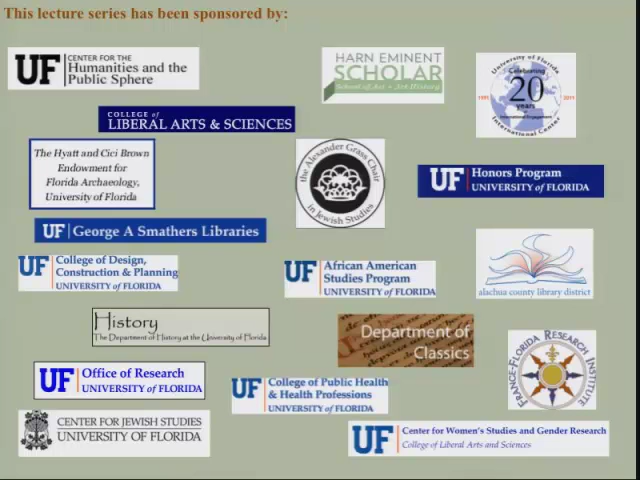 This lecture series has been sponsored by:
UF CENTER FOR THE
Humanities and the
Public Sphere
HARN EMINENT
SCHOLAR
School of Art + Art History
University of Florida
Celebrating
20
years
of International Engagement
1991 2011
International Center
COLLEGE of
LIBERAL ARTS & SCIENCES
The Hyatt and Cici Brown
Endowment for
Florida Archaeology,
University of Florida
the Alexander Grass Chair
in Jewish Studies
UF Honors Program
UNIVERSITY of FLORIDA
UF George A Smathers Libraries
UF College of Design,
Construction & Planning
UNIVERSITY of FLORIDA
UF African American
Studies Program
UNIVERSITY of FLORIDA
alachua county library district
History
The Department of History at the University of Florida
Department of
Classics
FRANCE-FLORIDA RESEARCH INSTITUTE
UF Office of Research
UNIVERSITY of FLORIDA
UF College of Public Health
& Health Professions
UNIVERSITY of FLORIDA
CENTER FOR JEWISH STUDIES
UNIVERSITY OF FLORIDA
UF Center for Women's Studies and Gender Research
College of Liberal Arts and Sciences